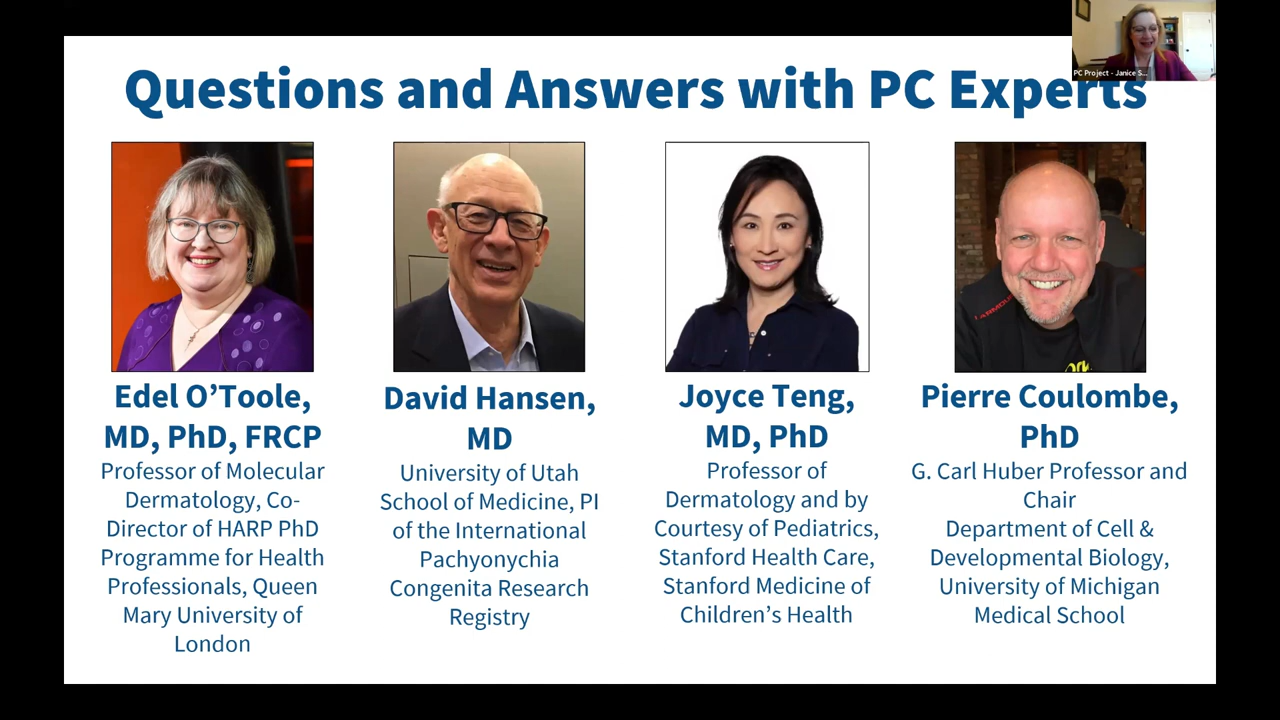 PC Project - Janice S...
Questions and Answers with PC Experts
Edel O’Toole,
MD, PhD, FRCP
Professor of Molecular
Dermatology, Co-
Director of HARP PhD
Programme for Health
Professionals, Queen
Mary University of
London
David Hansen,
MD
University of Utah
School of Medicine, PI
of the International
Pachyonychia
Congenita Research
Registry
Joyce Teng,
MD, PhD
Professor of
Dermatology and by
Courtesy of Pediatrics,
Stanford Health Care,
Stanford Medicine of
Children’s Health
Pierre Coulombe,
PhD
G. Carl Huber Professor and
Chair
Department of Cell &
Developmental Biology,
University of Michigan
Medical School